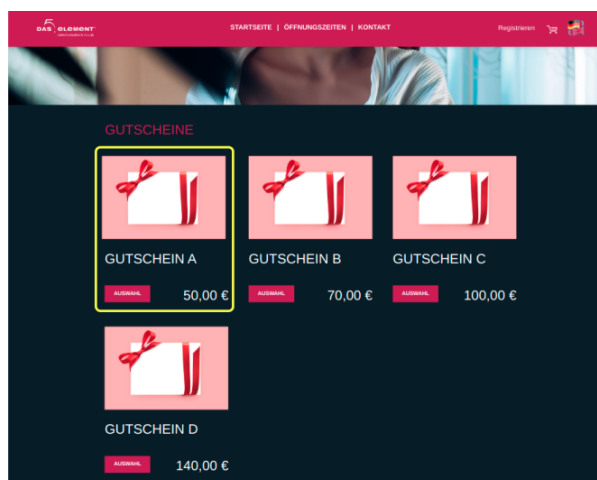 DAS 5 element
STARTSEITE | ÖFFNUNGSZEITEN | KONTAKT
Registrieren
GUTSCHEINE
GUTSCHEIN A
AUSWAHL 50,00 €
GUTSCHEIN B
AUSWAHL 70,00 €
GUTSCHEIN C
AUSWAHL 100,00 €
GUTSCHEIN D
AUSWAHL 140,00 €